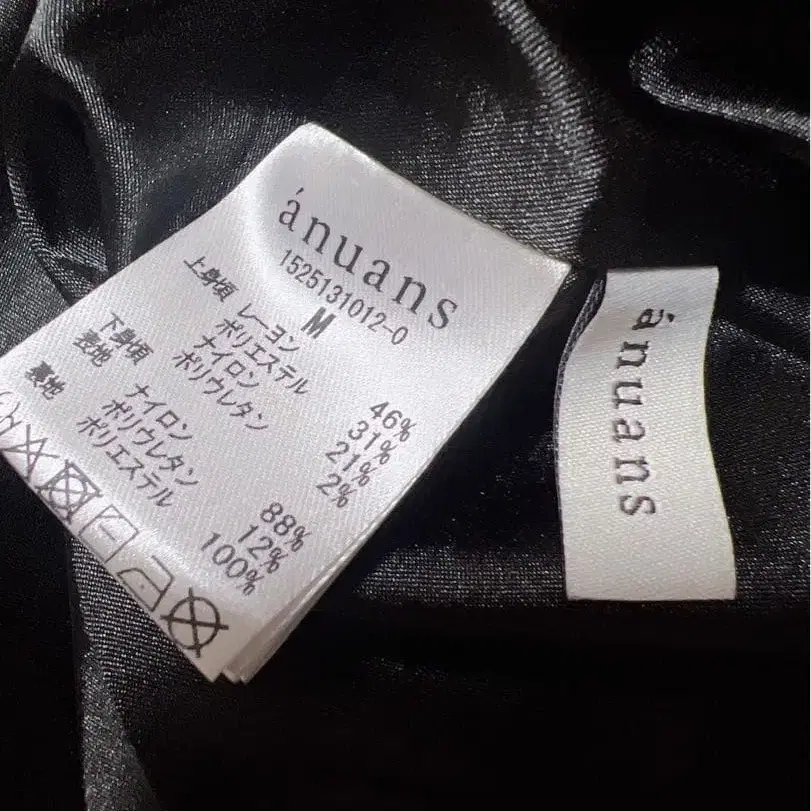 ánuans
1525131012-0
M
上身頃 レーヨン 46%
ポリエステル 31%
ナイロン 21%
ポリウレタン 2%
下身頃
表地 ナイロン 88%
ポリウレタン 12%
裏地 ポリエステル 100%
ánuans